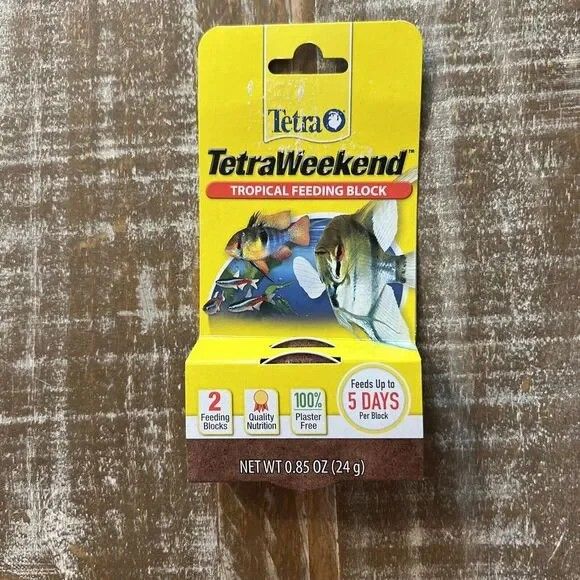 Tetra
TetraWeekend™
TROPICAL FEEDING BLOCK
2
Feeding
Blocks
Quality
Nutrition
100%
Plaster
Free
Feeds Up to
5 DAYS
Per Block
NET WT 0.85 OZ (24 g)